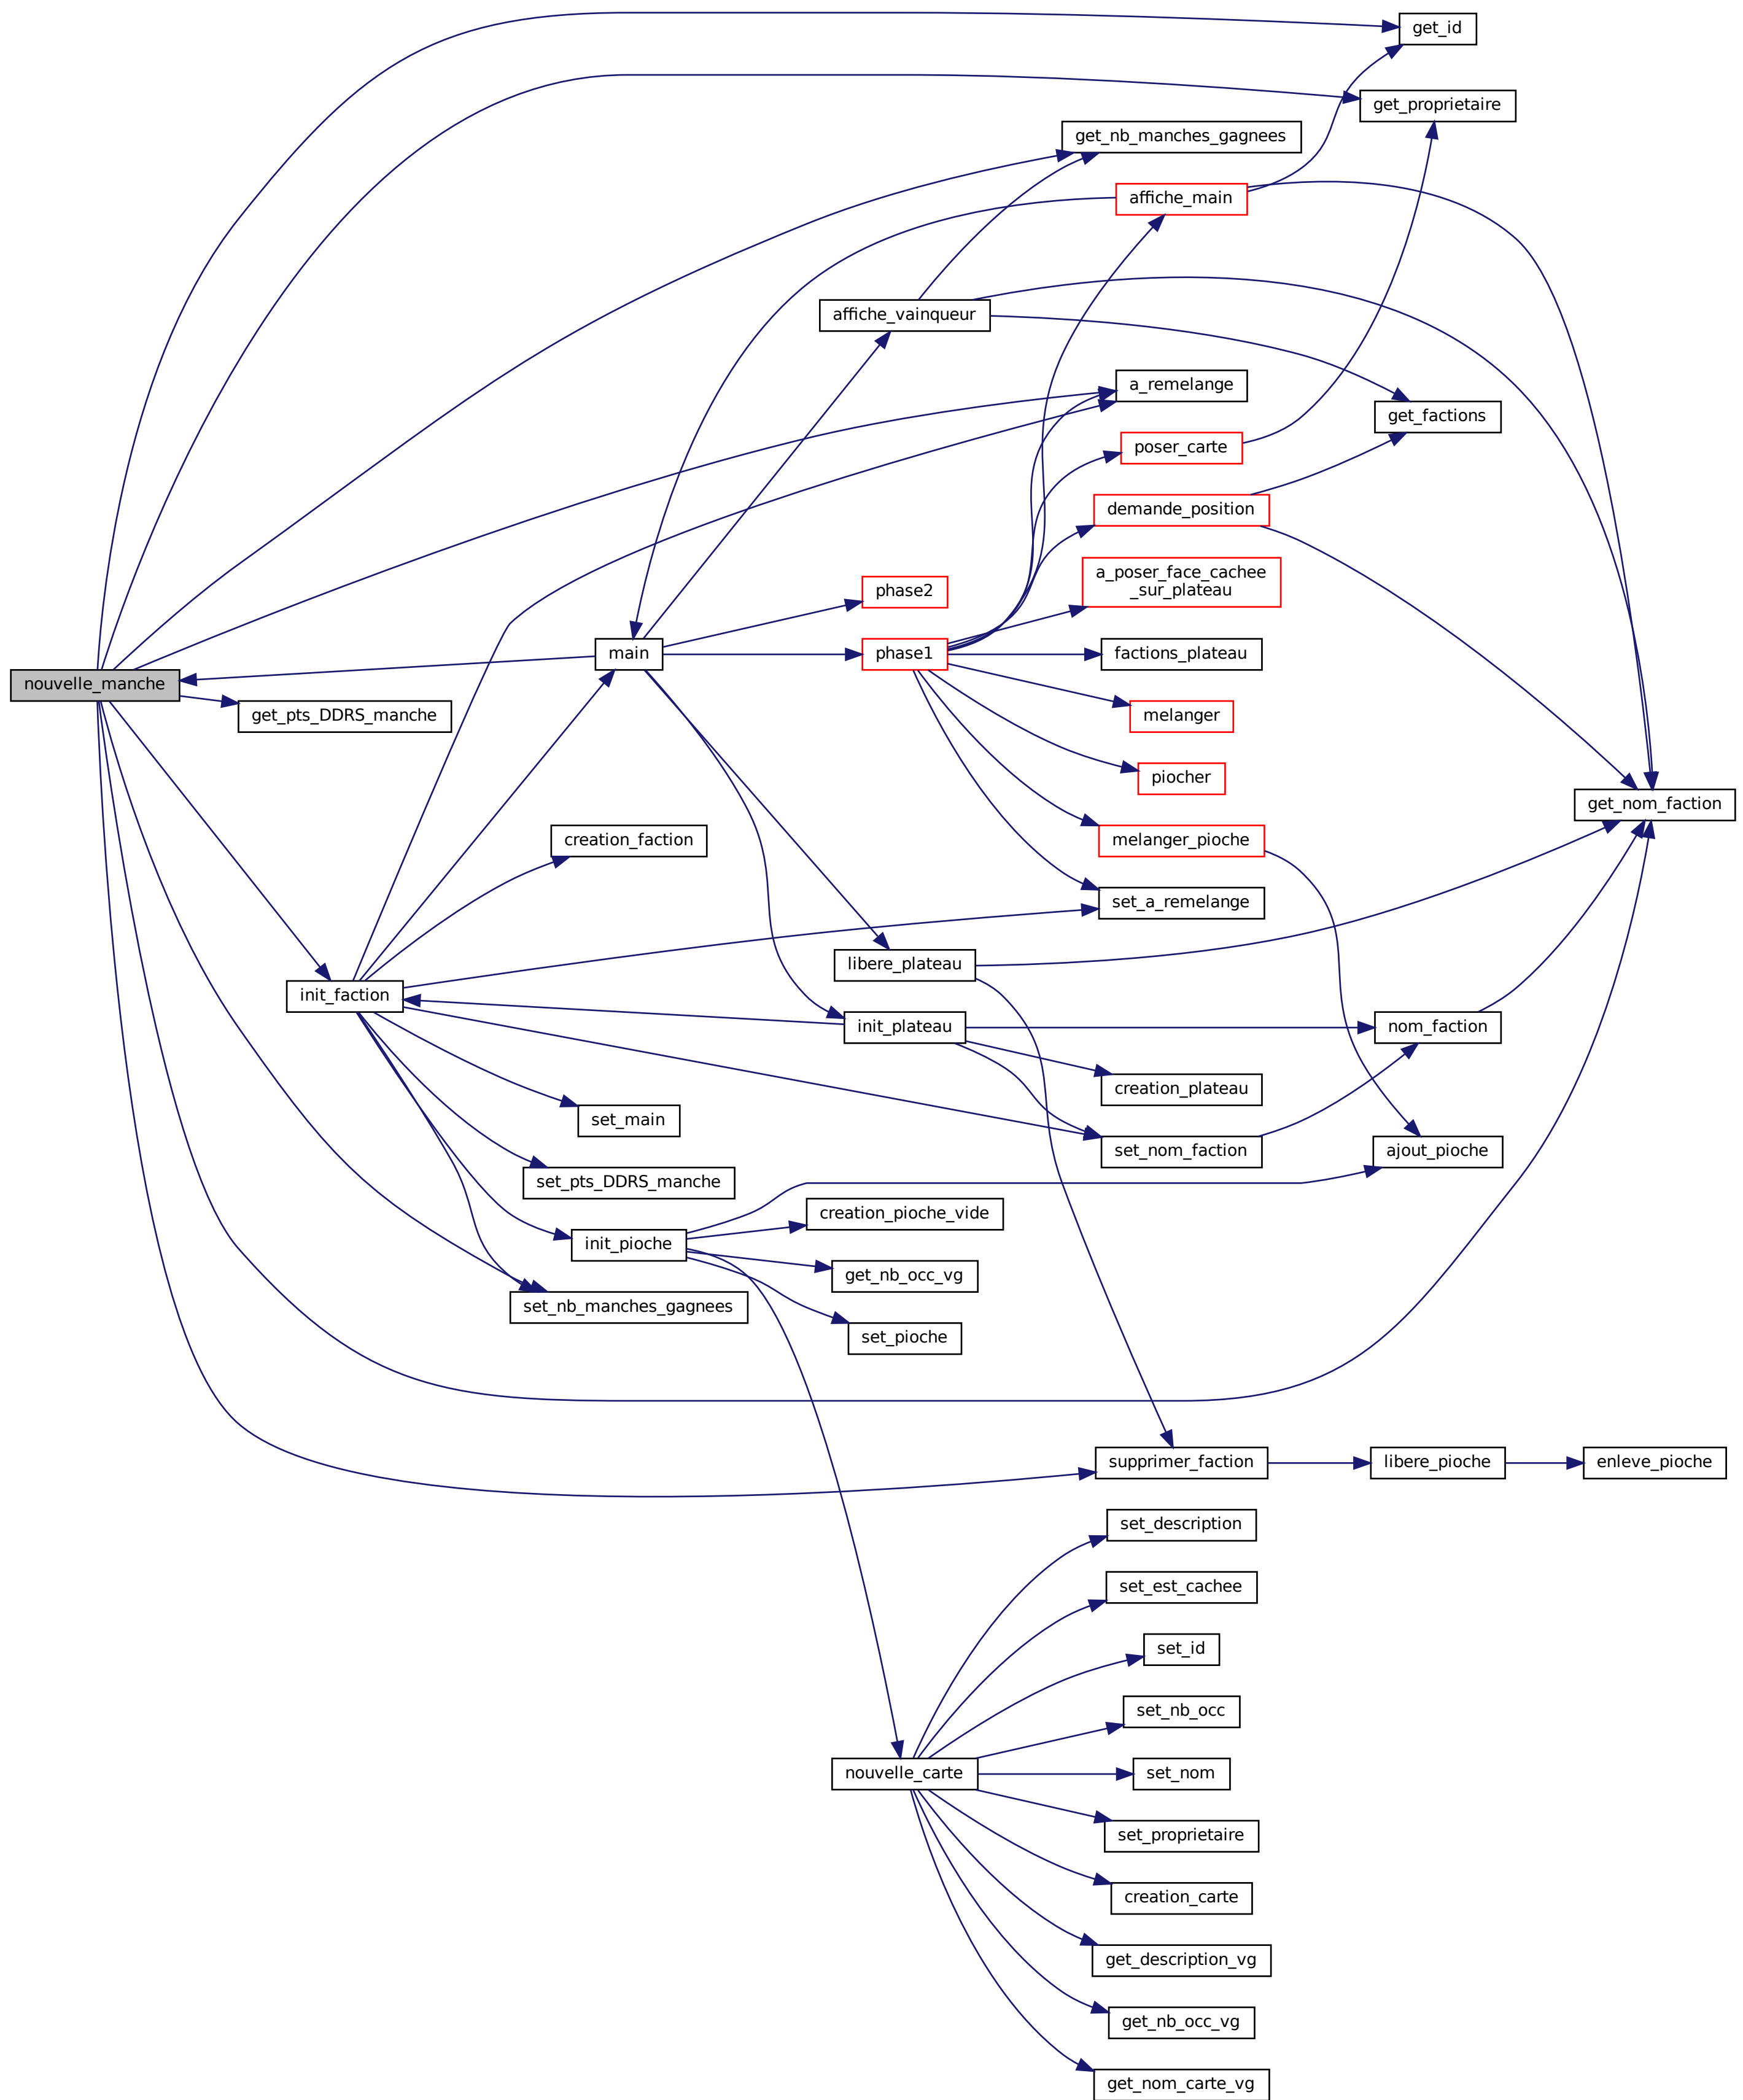 get_id
get_proprietaire
get_nb_manches_gagnees
affiche_main
affiche_vainqueur
a_remelange
get_factions
poser_carte
demande_position
a_poser_face_cachee
_sur_plateau
phase2
main
phase1
factions_plateau
nouvelle_manche
get_pts_DDRS_manche
melanger
piocher
get_nom_faction
creation_faction
melanger_pioche
set_a_remelange
libere_plateau
init_faction
init_plateau
nom_faction
creation_plateau
set_main
set_nom_faction
ajout_pioche
set_pts_DDRS_manche
creation_pioche_vide
init_pioche
get_nb_occ_vg
set_nb_manches_gagnees
set_pioche
supprimer_faction
libere_pioche
enleve_pioche
set_description
set_est_cachee
set_id
set_nb_occ
nouvelle_carte
set_nom
set_proprietaire
creation_carte
get_description_vg
get_nb_occ_vg
get_nom_carte_vg